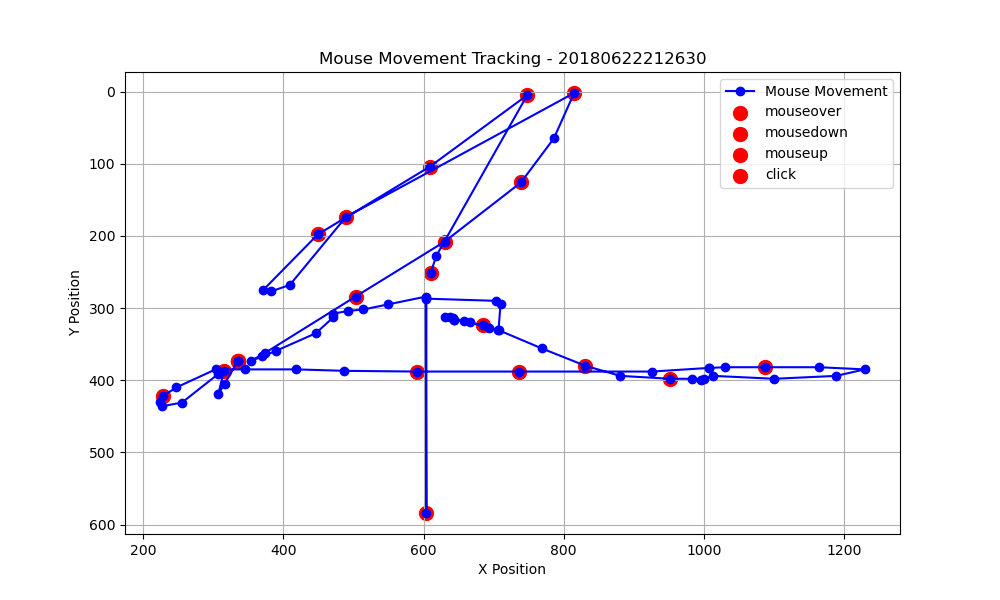 Mouse Movement Tracking - 20180622212630
Mouse Movement
mouseover
mousedown
mouseup
click
0
100
200
300
400
500
600
Y Position
200 400 600 800 1000 1200
X Position